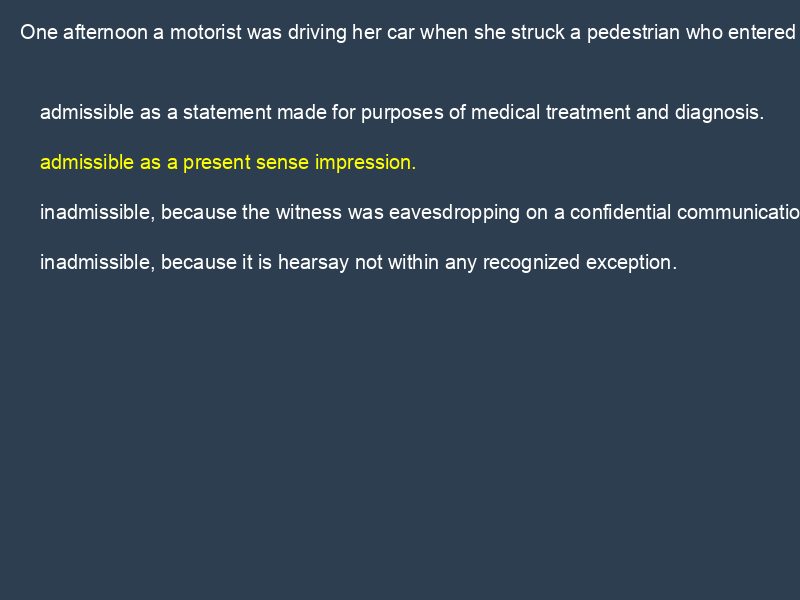 One afternoon a motorist was driving her car when she struck a pedestrian who entered
admissible as a statement made for purposes of medical treatment and diagnosis.
admissible as a present sense impression.
inadmissible, because the witness was eavesdropping on a confidential communicatio
inadmissible, because it is hearsay not within any recognized exception.